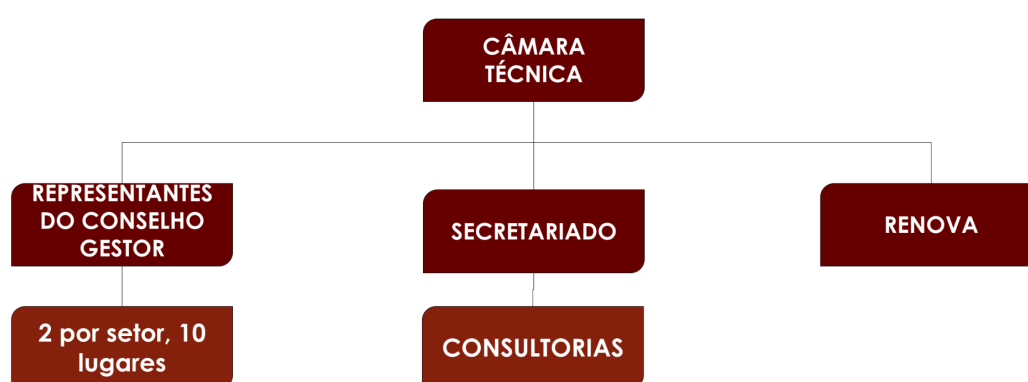 CÂMARA
TÉCNICA
REPRESENTANTES
DO CONSELHO
GESTOR
SECRETARIADO
RENOVA
2 por setor, 10
lugares
CONSULTORIAS